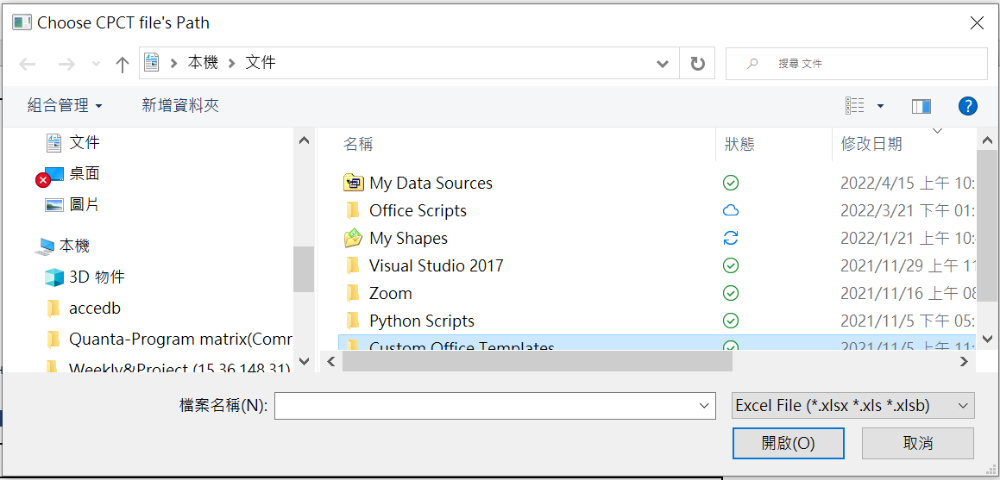 Choose CPCT file's Path
本機 文件
搜尋 文件
組合管理 新增資料夾
名稱 狀態 修改日期
文件
桌面
圖片
本機
3D 物件
accedb
Quanta-Program matrix(Comr
Weekly&Project (15.36.148.31)
My Data Sources 2022/4/15 上午 10:
Office Scripts 2022/3/21 下午 01:
My Shapes 2022/1/21 上午 10:
Visual Studio 2017 2021/11/29 上午 11
Zoom 2021/11/16 上午 08
Python Scripts 2021/11/5 下午 05:
Custom Office Templates 2021/11/5 上午 11:
檔案名稱(N):
Excel File (*.xlsx *.xls *.xlsb)
開啟(O) 取消